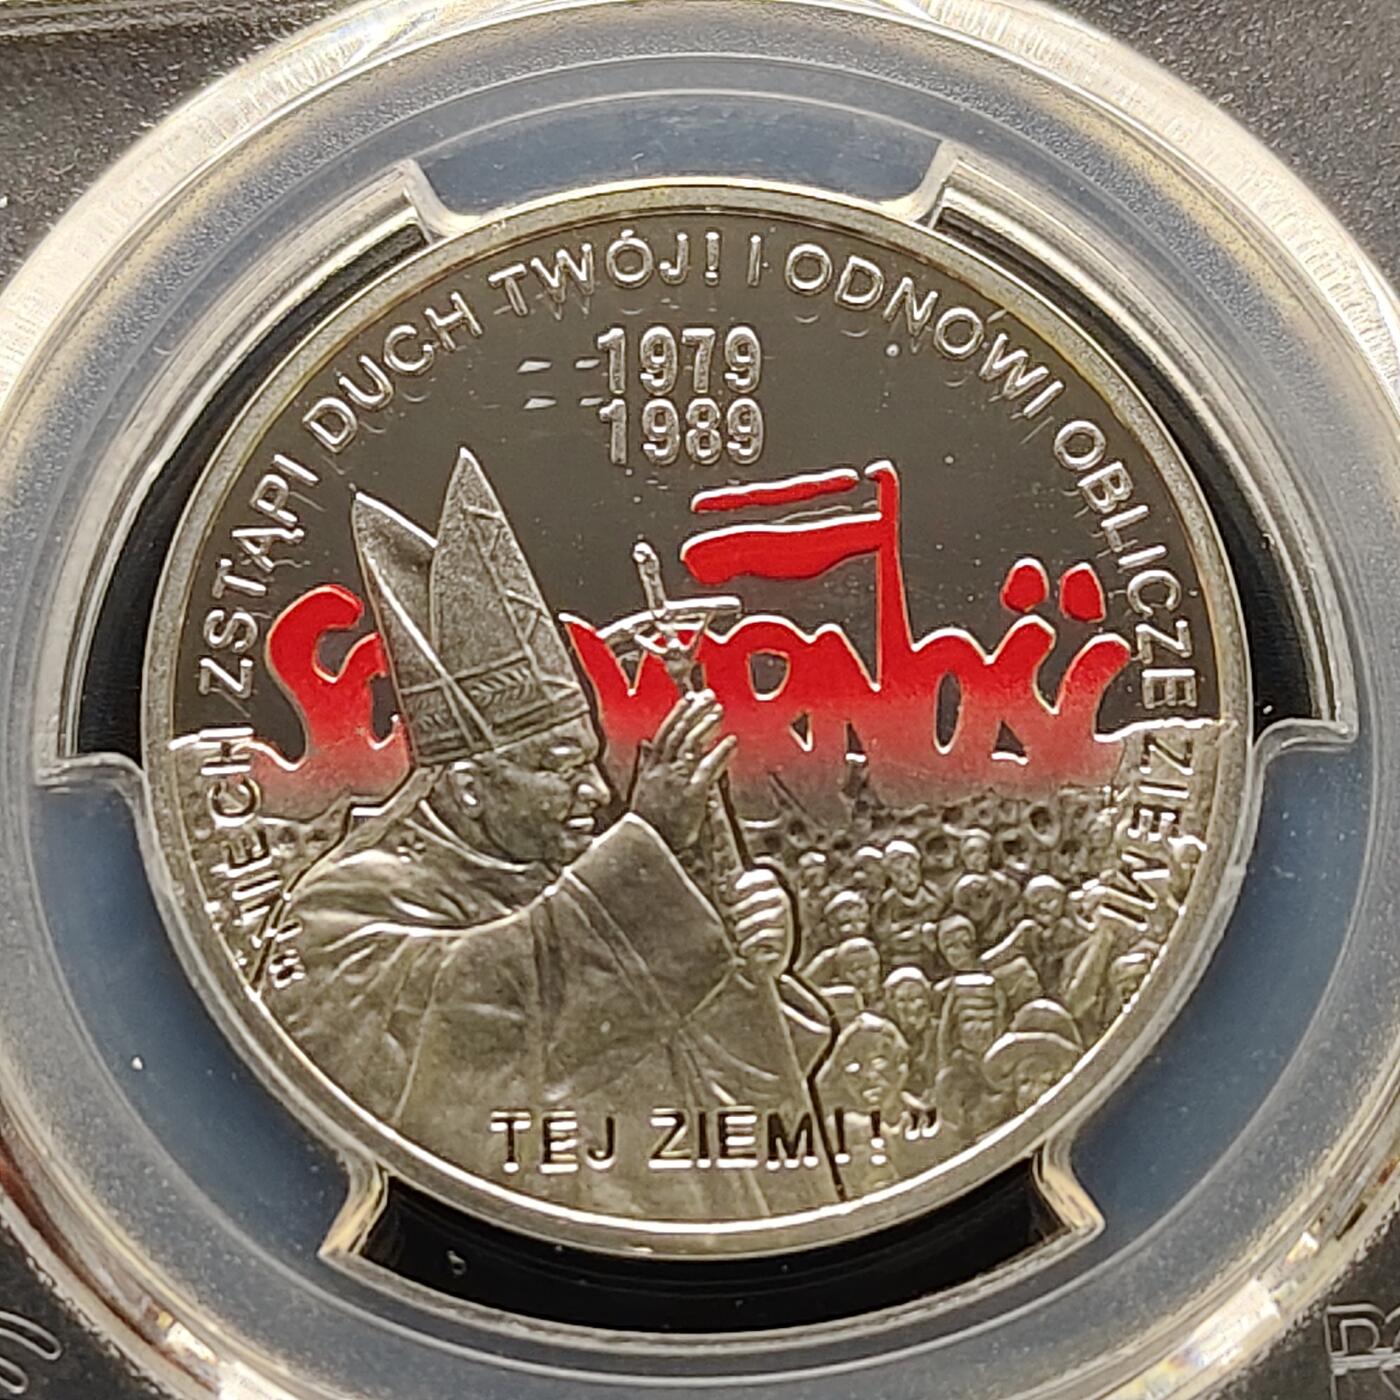 „NIECH ZSTĄPI DUCH TWÓJ! I ODNOWI OBLICZE ZIEMI,
1979
1989
Solidarność
TEJ ZIEMI!”